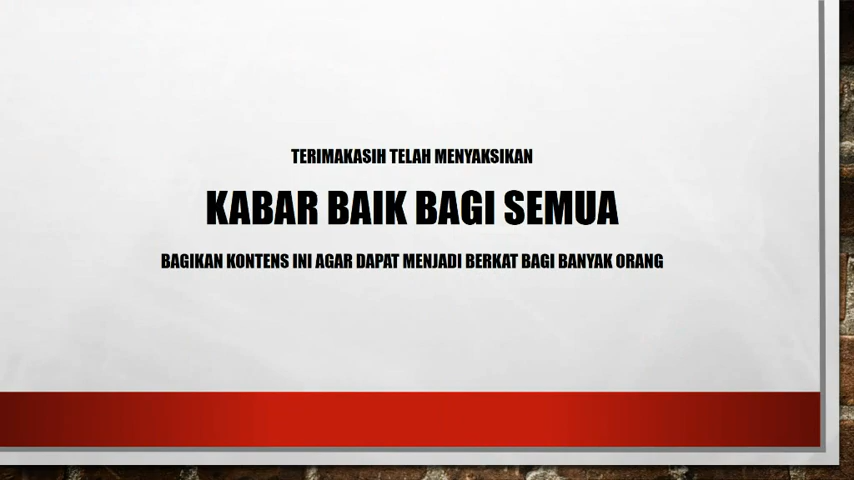 TERIMAKASIH TELAH MENYAKSIKAN
KABAR BAIK BAGI SEMUA
BAGIKAN KONTENS INI AGAR DAPAT MENJADI BERKAT BAGI BANYAK ORANG